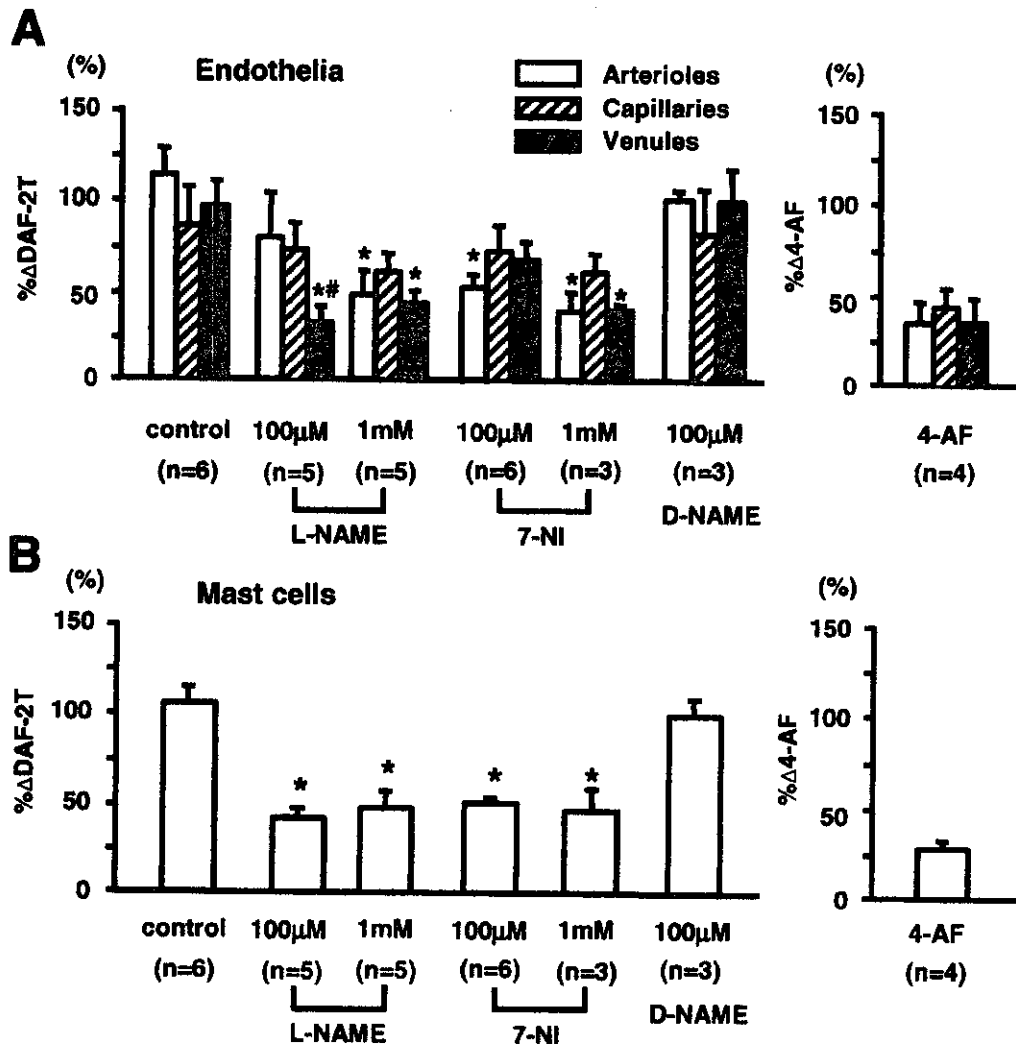 A
(%)
Endothelia
Arterioles
Capillaries
Venules
%ΔDAF-2T
150
100
50
0
*#
*
*
*
*
*
control
100μM
1mM
100μM
1mM
100μM
(n=6)
(n=5)
(n=5)
(n=6)
(n=3)
(n=3)
L-NAME
7-NI
D-NAME
(%)
%Δ4-AF
150
100
50
0
4-AF
(n=4)
B
(%)
Mast cells
%ΔDAF-2T
150
100
50
0
*
*
*
*
control
100μM
1mM
100μM
1mM
100μM
(n=6)
(n=5)
(n=5)
(n=6)
(n=3)
(n=3)
L-NAME
7-NI
D-NAME
(%)
%Δ4-AF
150
100
50
0
4-AF
(n=4)